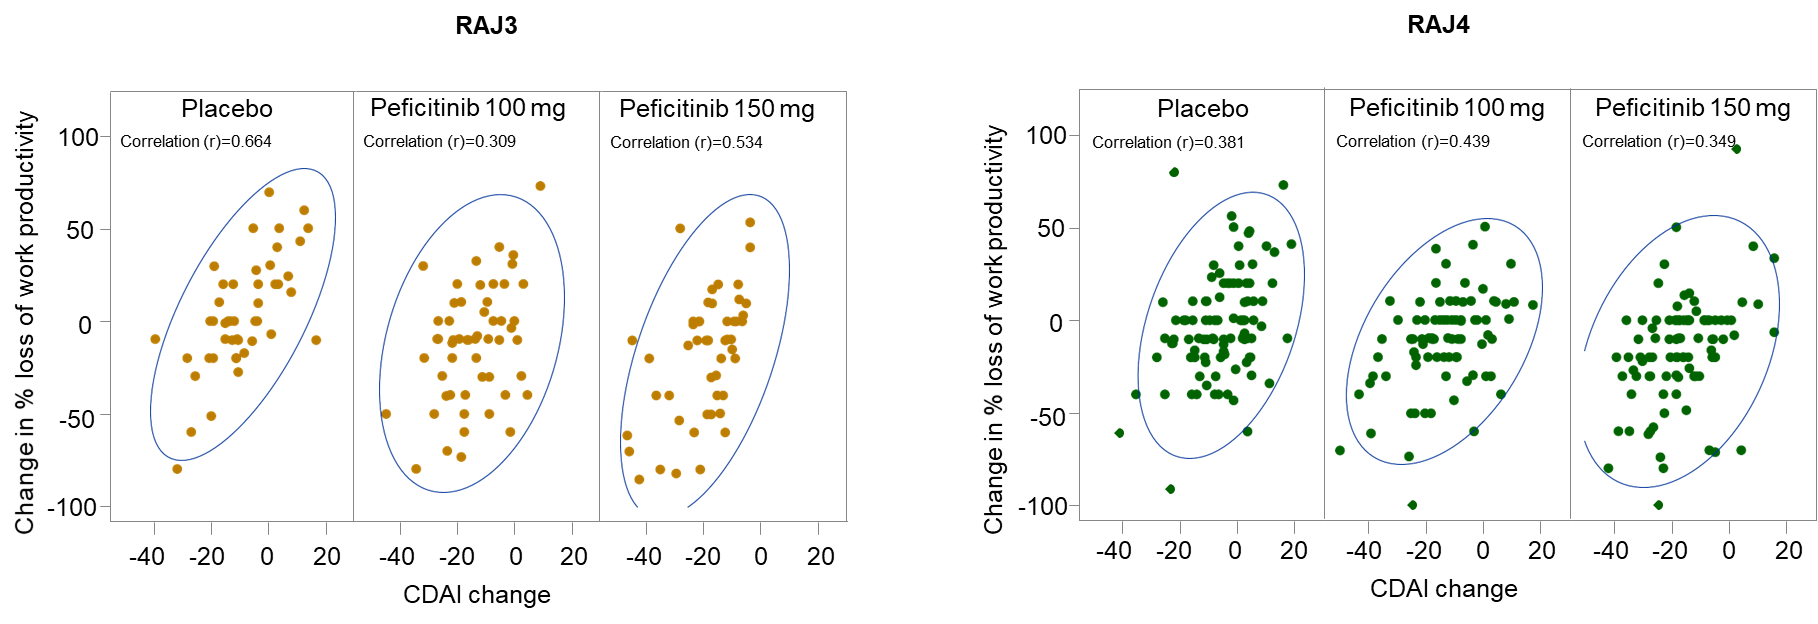 RAJ3
Placebo
Peficitinib 100 mg
Peficitinib 150 mg
Correlation (r)=0.664
Correlation (r)=0.309
Correlation (r)=0.534
Change in % loss of work productivity
100
50
0
-50
-100
-40 -20 0 20
-40 -20 0 20
-40 -20 0 20
CDAI change
RAJ4
Placebo
Peficitinib 100 mg
Peficitinib 150 mg
Correlation (r)=0.381
Correlation (r)=0.439
Correlation (r)=0.349
Change in % loss of work productivity
100
50
0
-50
-100
-40 -20 0 20
-40 -20 0 20
-40 -20 0 20
CDAI change